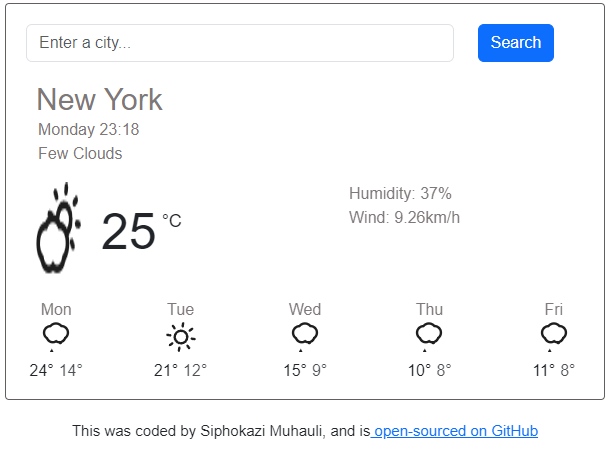 Enter a city...
Search
New York
Monday 23:18
Few Clouds
25 °C
Humidity: 37%
Wind: 9.26km/h
Mon Tue Wed Thu Fri
24° 14° 21° 12° 15° 9° 10° 8° 11° 8°
This was coded by Siphokazi Muhauli, and is open-sourced on GitHub